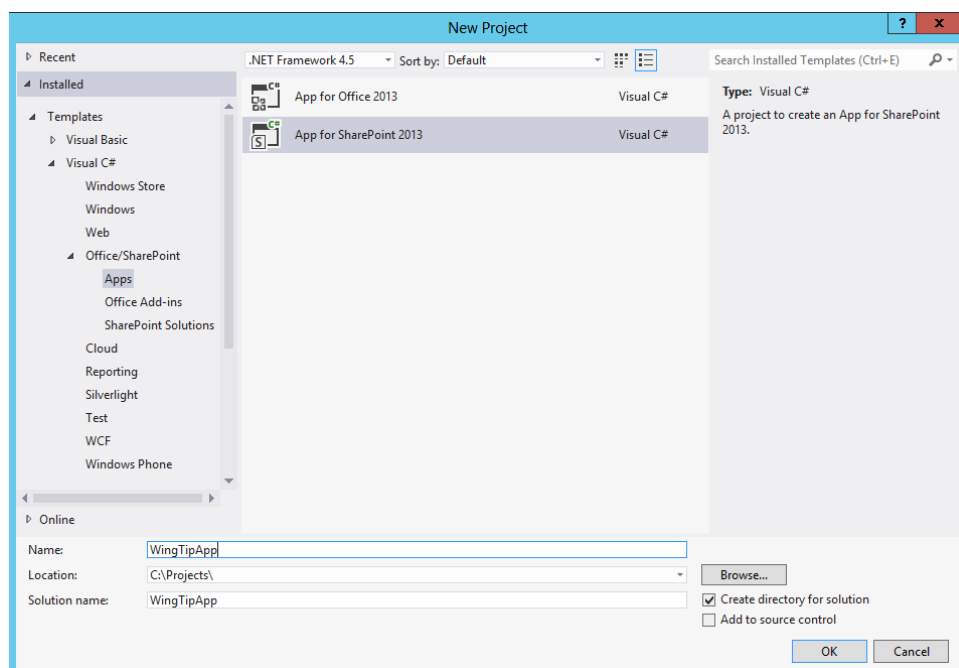 New Project
?
x
Recent
Installed
Templates
Visual Basic
Visual C#
Windows Store
Windows
Web
Office/SharePoint
Apps
Office Add-ins
SharePoint Solutions
Cloud
Reporting
Silverlight
Test
WCF
Windows Phone
Online
.NET Framework 4.5 Sort by: Default
C# App for Office 2013 Visual C#
C# S App for SharePoint 2013 Visual C#
Search Installed Templates (Ctrl+E)
Type: Visual C#
A project to create an App for SharePoint
2013.
Name: WingTipApp
Location: C:\Projects\ Browse...
Solution name: WingTipApp
Create directory for solution
Add to source control
OK Cancel